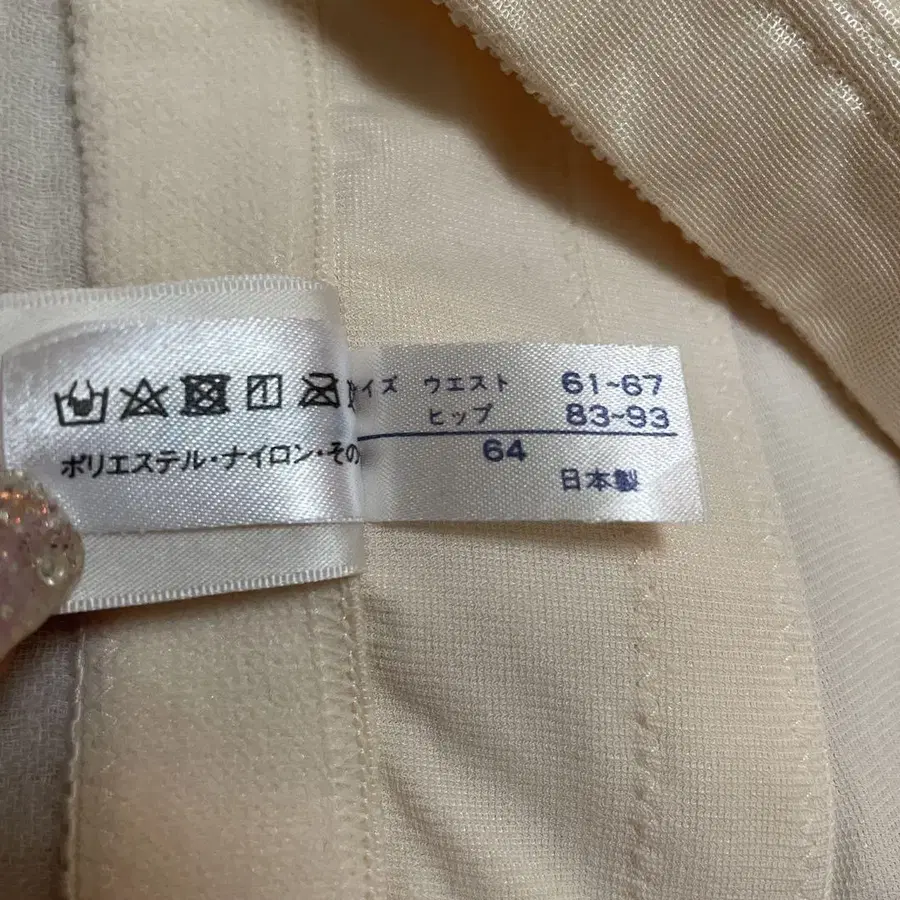 ポリエステル・ナイロン・その
イズ ウエスト 61~67
ヒップ 83~93
64
日本製